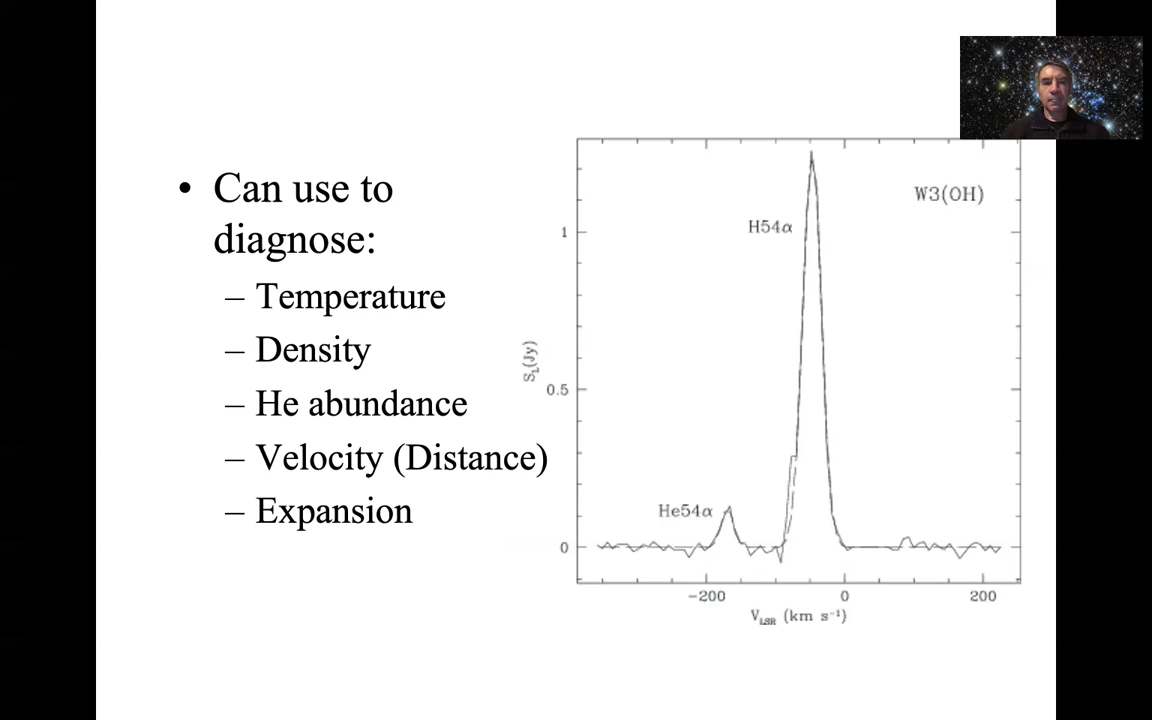 • Can use to
diagnose:
– Temperature
– Density
– He abundance
– Velocity (Distance)
– Expansion
W3(OH)
H54α
1
S_L(Jy)
0.5
He54α
0
−200
0
200
V_LSR (km s⁻¹)